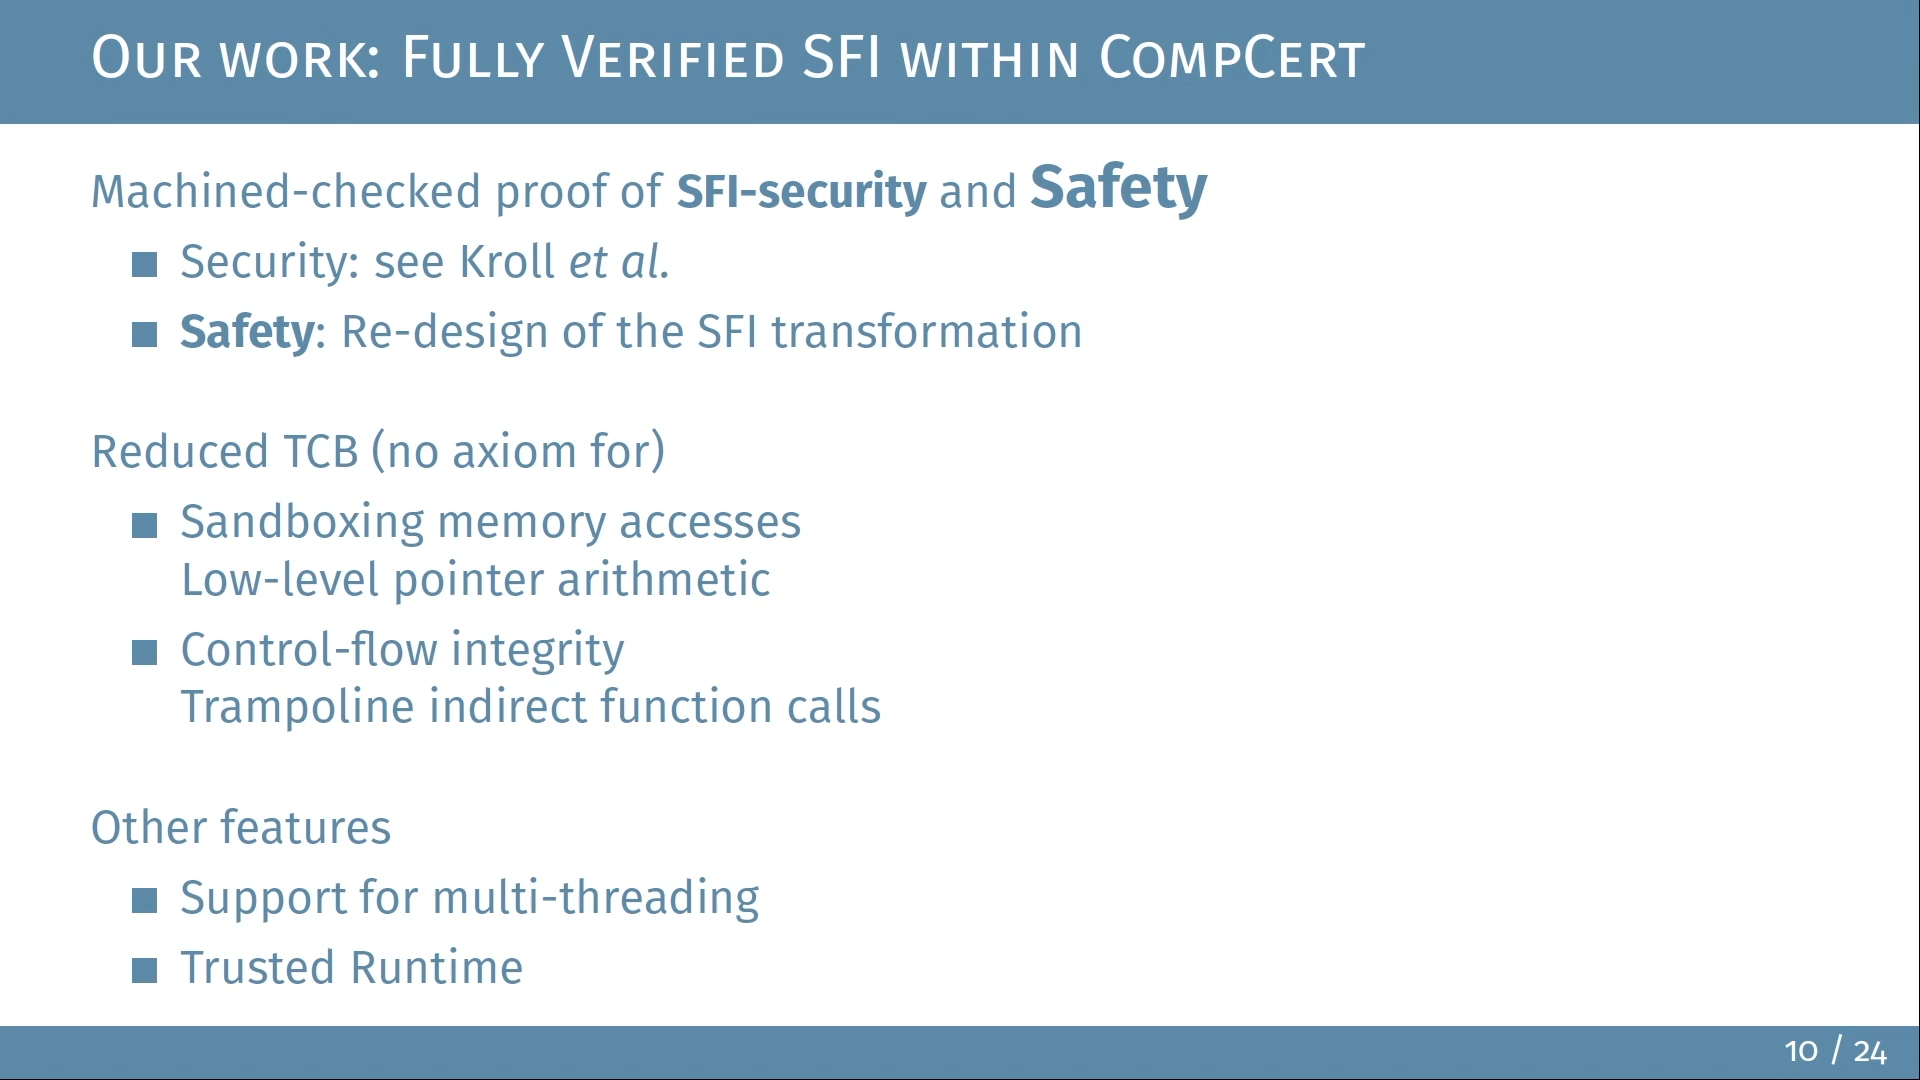 Our work: Fully Verified SFI within CompCert
Machined-checked proof of SFI-security and Safety
Security: see Kroll et al.
Safety: Re-design of the SFI transformation
Reduced TCB (no axiom for)
Sandboxing memory accesses
Low-level pointer arithmetic
Control-flow integrity
Trampoline indirect function calls
Other features
Support for multi-threading
Trusted Runtime
10 / 24